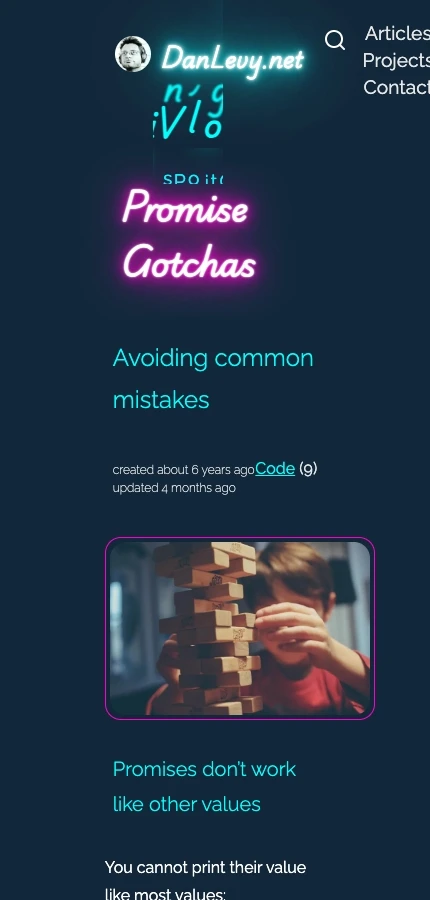 DanLevy.net
Articles
Projects
Contact
Promise
Gotchas
Avoiding common
mistakes
created about 6 years ago Code (9)
updated 4 months ago
Promises don't work
like other values
You cannot print their value
like most values: